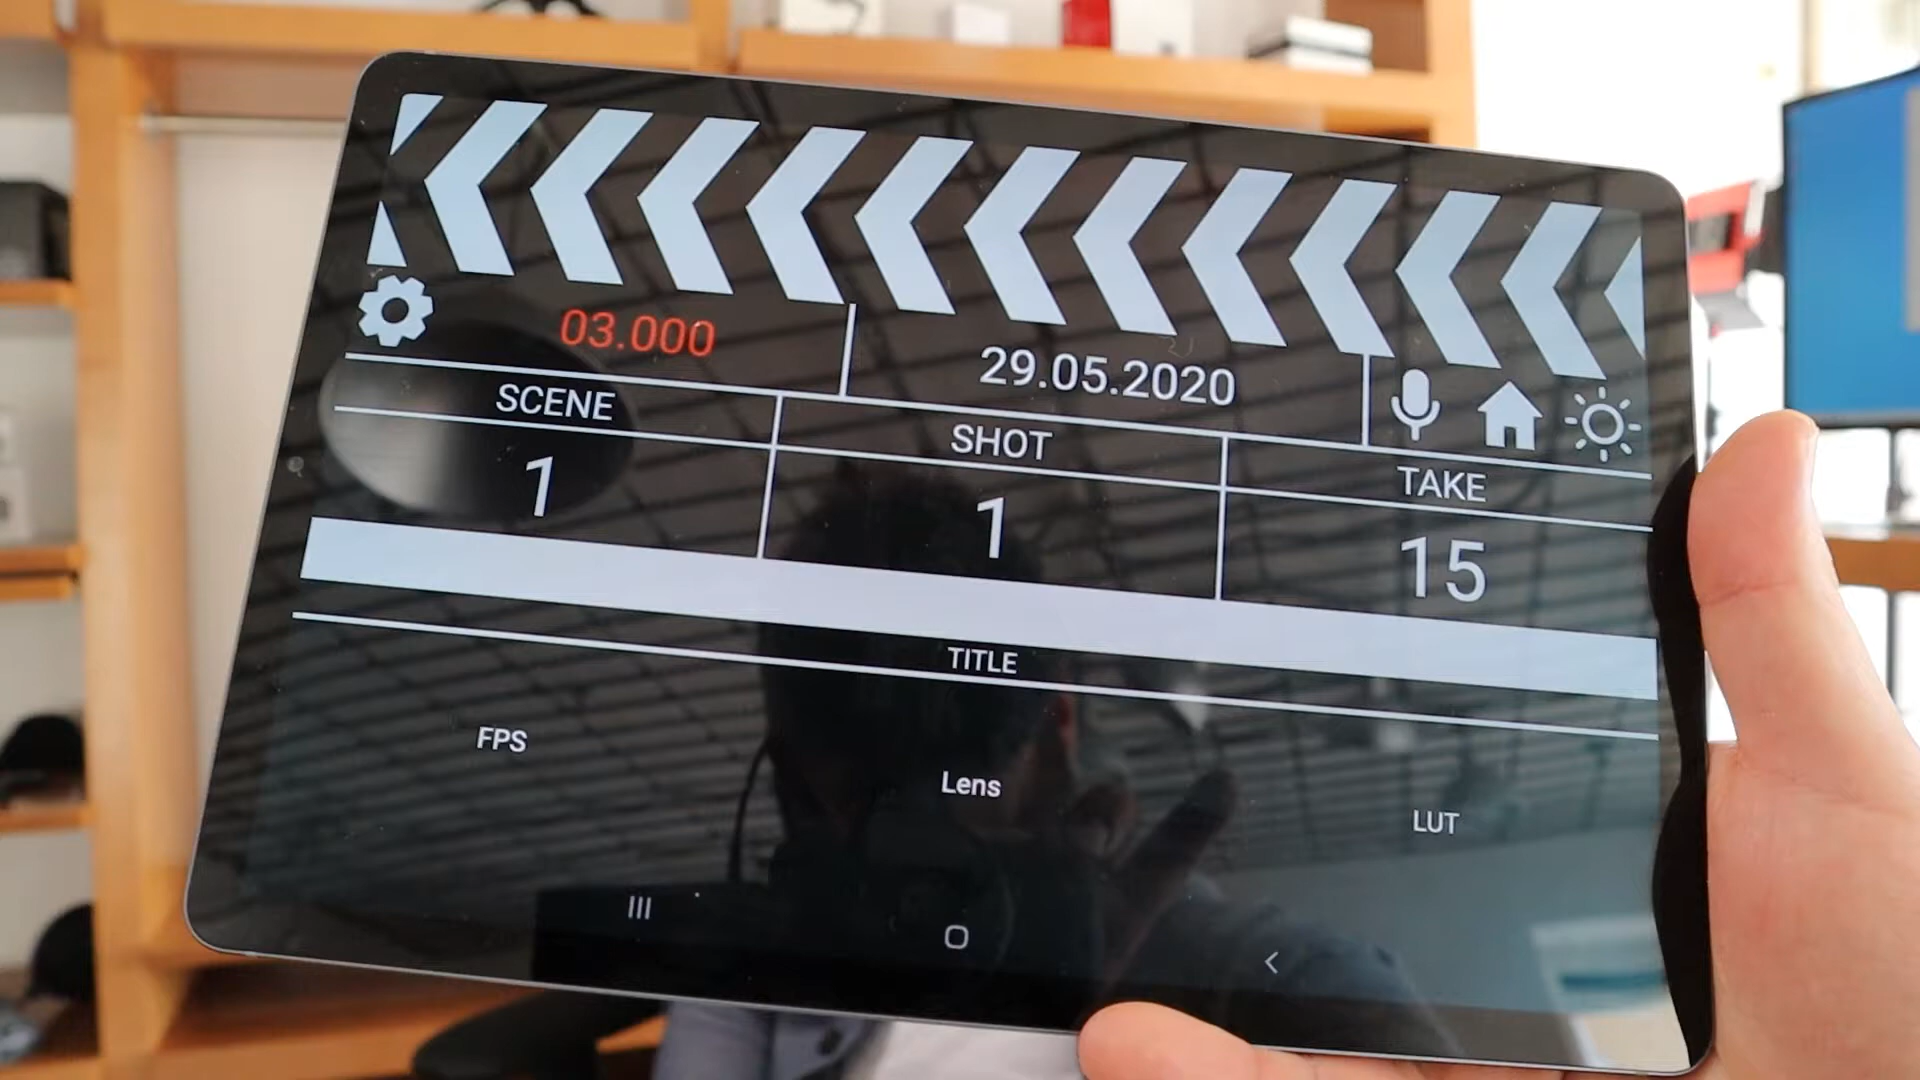 03.000
29.05.2020
SCENE
SHOT
TAKE
1
1
15
TITLE
FPS
Lens
LUT